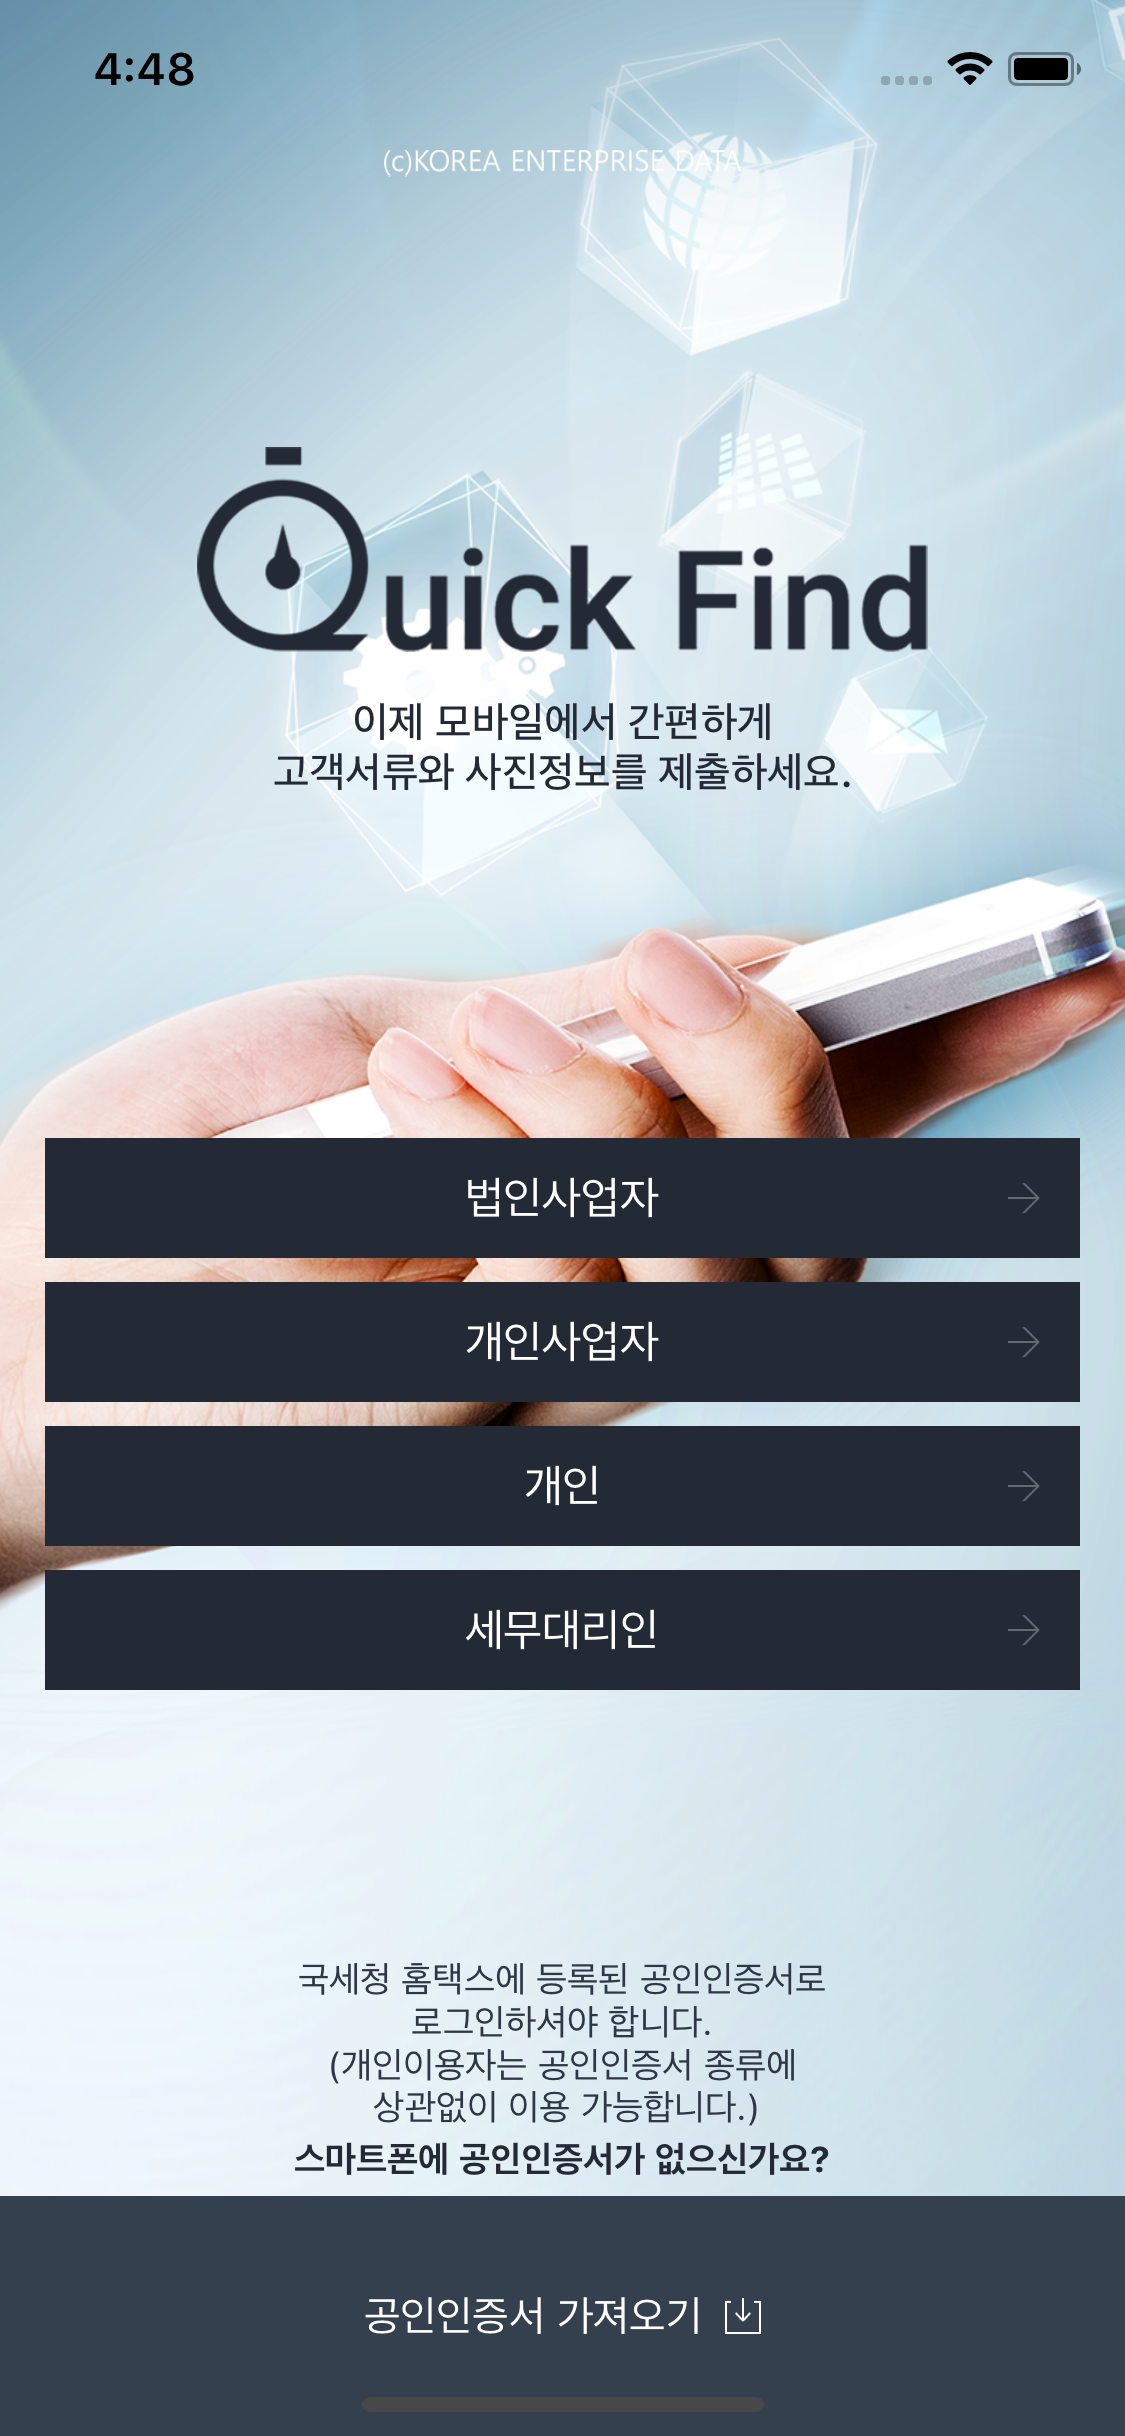 4:48
(c)KOREA ENTERPRISE DATA
Quick Find
이제 모바일에서 간편하게
고객서류와 사진정보를 제출하세요.
법인사업자
개인사업자
개인
세무대리인
국세청 홈택스에 등록된 공인인증서로
로그인하셔야 합니다.
(개인이용자는 공인인증서 종류에
상관없이 이용 가능합니다.)
스마트폰에 공인인증서가 없으신가요?
공인인증서 가져오기